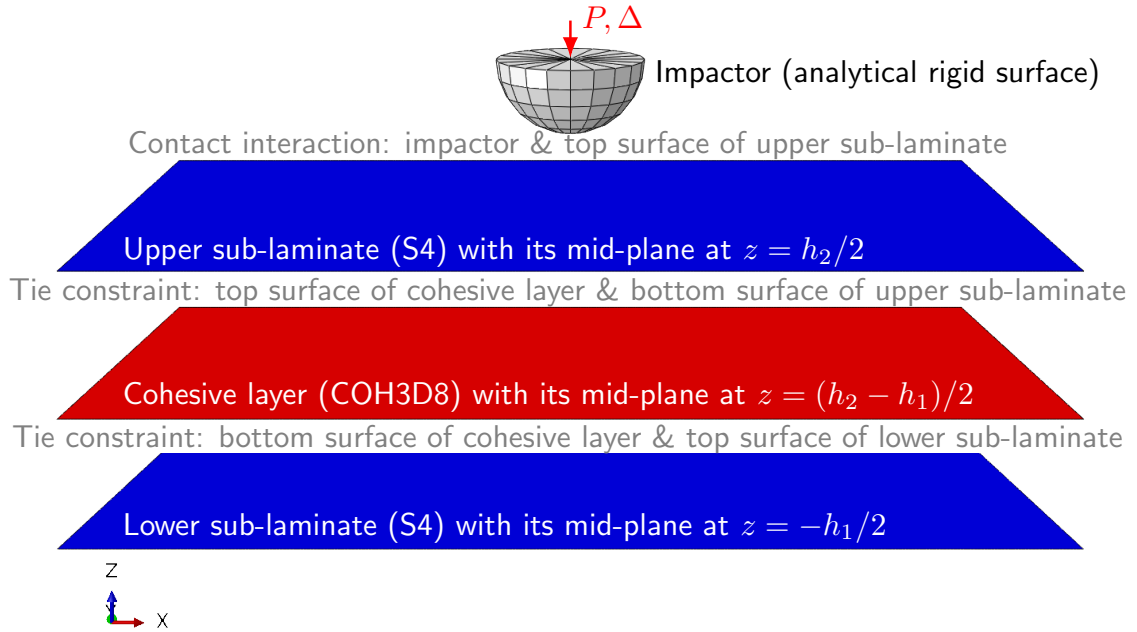 P, Δ
Impactor (analytical rigid surface)
Contact interaction: impactor & top surface of upper sub-laminate
Upper sub-laminate (S4) with its mid-plane at z = h₂/2
Tie constraint: top surface of cohesive layer & bottom surface of upper sub-laminate
Cohesive layer (COH3D8) with its mid-plane at z = (h₂ − h₁)/2
Tie constraint: bottom surface of cohesive layer & top surface of lower sub-laminate
Lower sub-laminate (S4) with its mid-plane at z = −h₁/2
Z
Y
X